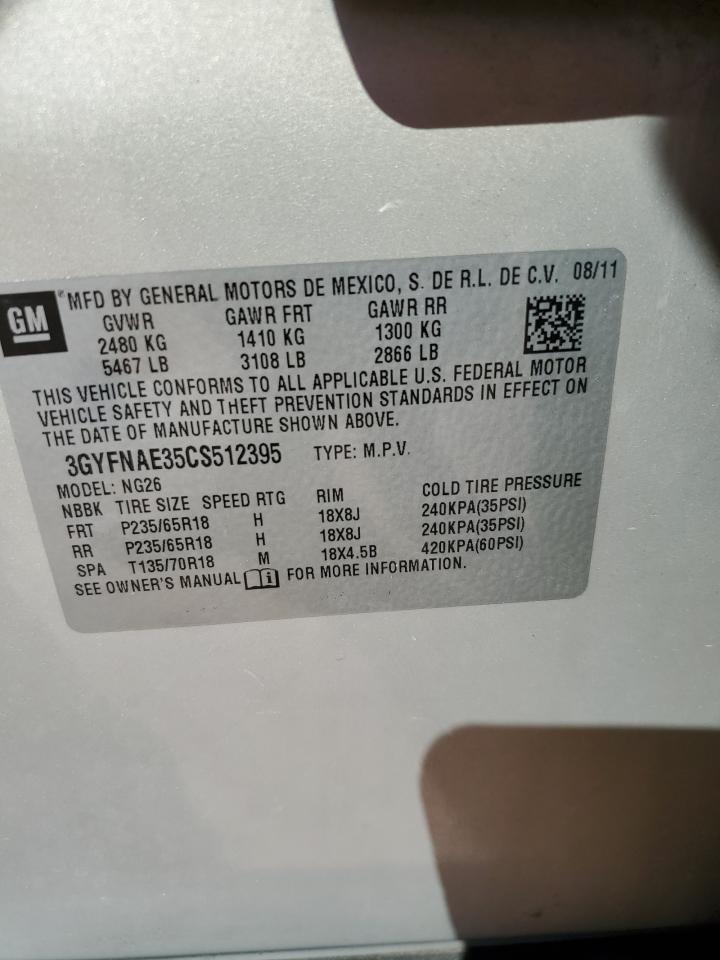 GM ® MFD BY GENERAL MOTORS DE MEXICO, S. DE R.L. DE C.V. 08/11
GVWR GAWR FRT GAWR RR
2480 KG 1410 KG 1300 KG
5467 LB 3108 LB 2866 LB
THIS VEHICLE CONFORMS TO ALL APPLICABLE U.S. FEDERAL MOTOR
VEHICLE SAFETY AND THEFT PREVENTION STANDARDS IN EFFECT ON
THE DATE OF MANUFACTURE SHOWN ABOVE.
3GYFNAE35CS512395 TYPE: M.P.V.
MODEL: NG26
NBBK TIRE SIZE SPEED RTG RIM COLD TIRE PRESSURE
FRT P235/65R18 H 18X8J 240KPA(35PSI)
RR P235/65R18 H 18X8J 240KPA(35PSI)
SPA T135/70R18 M 18X4.5B 420KPA(60PSI)
SEE OWNER'S MANUAL FOR MORE INFORMATION.